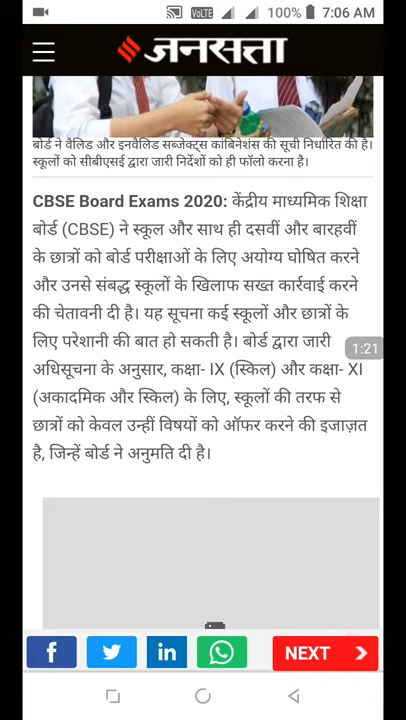 VoLTE 100% 7:06 AM
जनसत्ता
बोर्ड ने वैलिड और इनवैलिड सब्जेक्ट्स कांबिनेशंस की सूची निर्धारित की है।
स्कूलों को सीबीएसई द्वारा जारी निर्देशों को ही फॉलो करना है।
CBSE Board Exams 2020: केंद्रीय माध्यमिक शिक्षा
बोर्ड (CBSE) ने स्कूल और साथ ही दसवीं और बारहवीं
के छात्रों को बोर्ड परीक्षाओं के लिए अयोग्य घोषित करने
और उनसे संबद्ध स्कूलों के खिलाफ सख्त कार्रवाई करने
की चेतावनी दी है। यह सूचना कई स्कूलों और छात्रों के
लिए परेशानी की बात हो सकती है। बोर्ड द्वारा जारी
1:21
अधिसूचना के अनुसार, कक्षा- IX (स्किल) और कक्षा- XI
(अकादमिक और स्किल) के लिए, स्कूलों की तरफ से
छात्रों को केवल उन्हीं विषयों को ऑफर करने की इजाज़त
है, जिन्हें बोर्ड ने अनुमति दी है।
NEXT